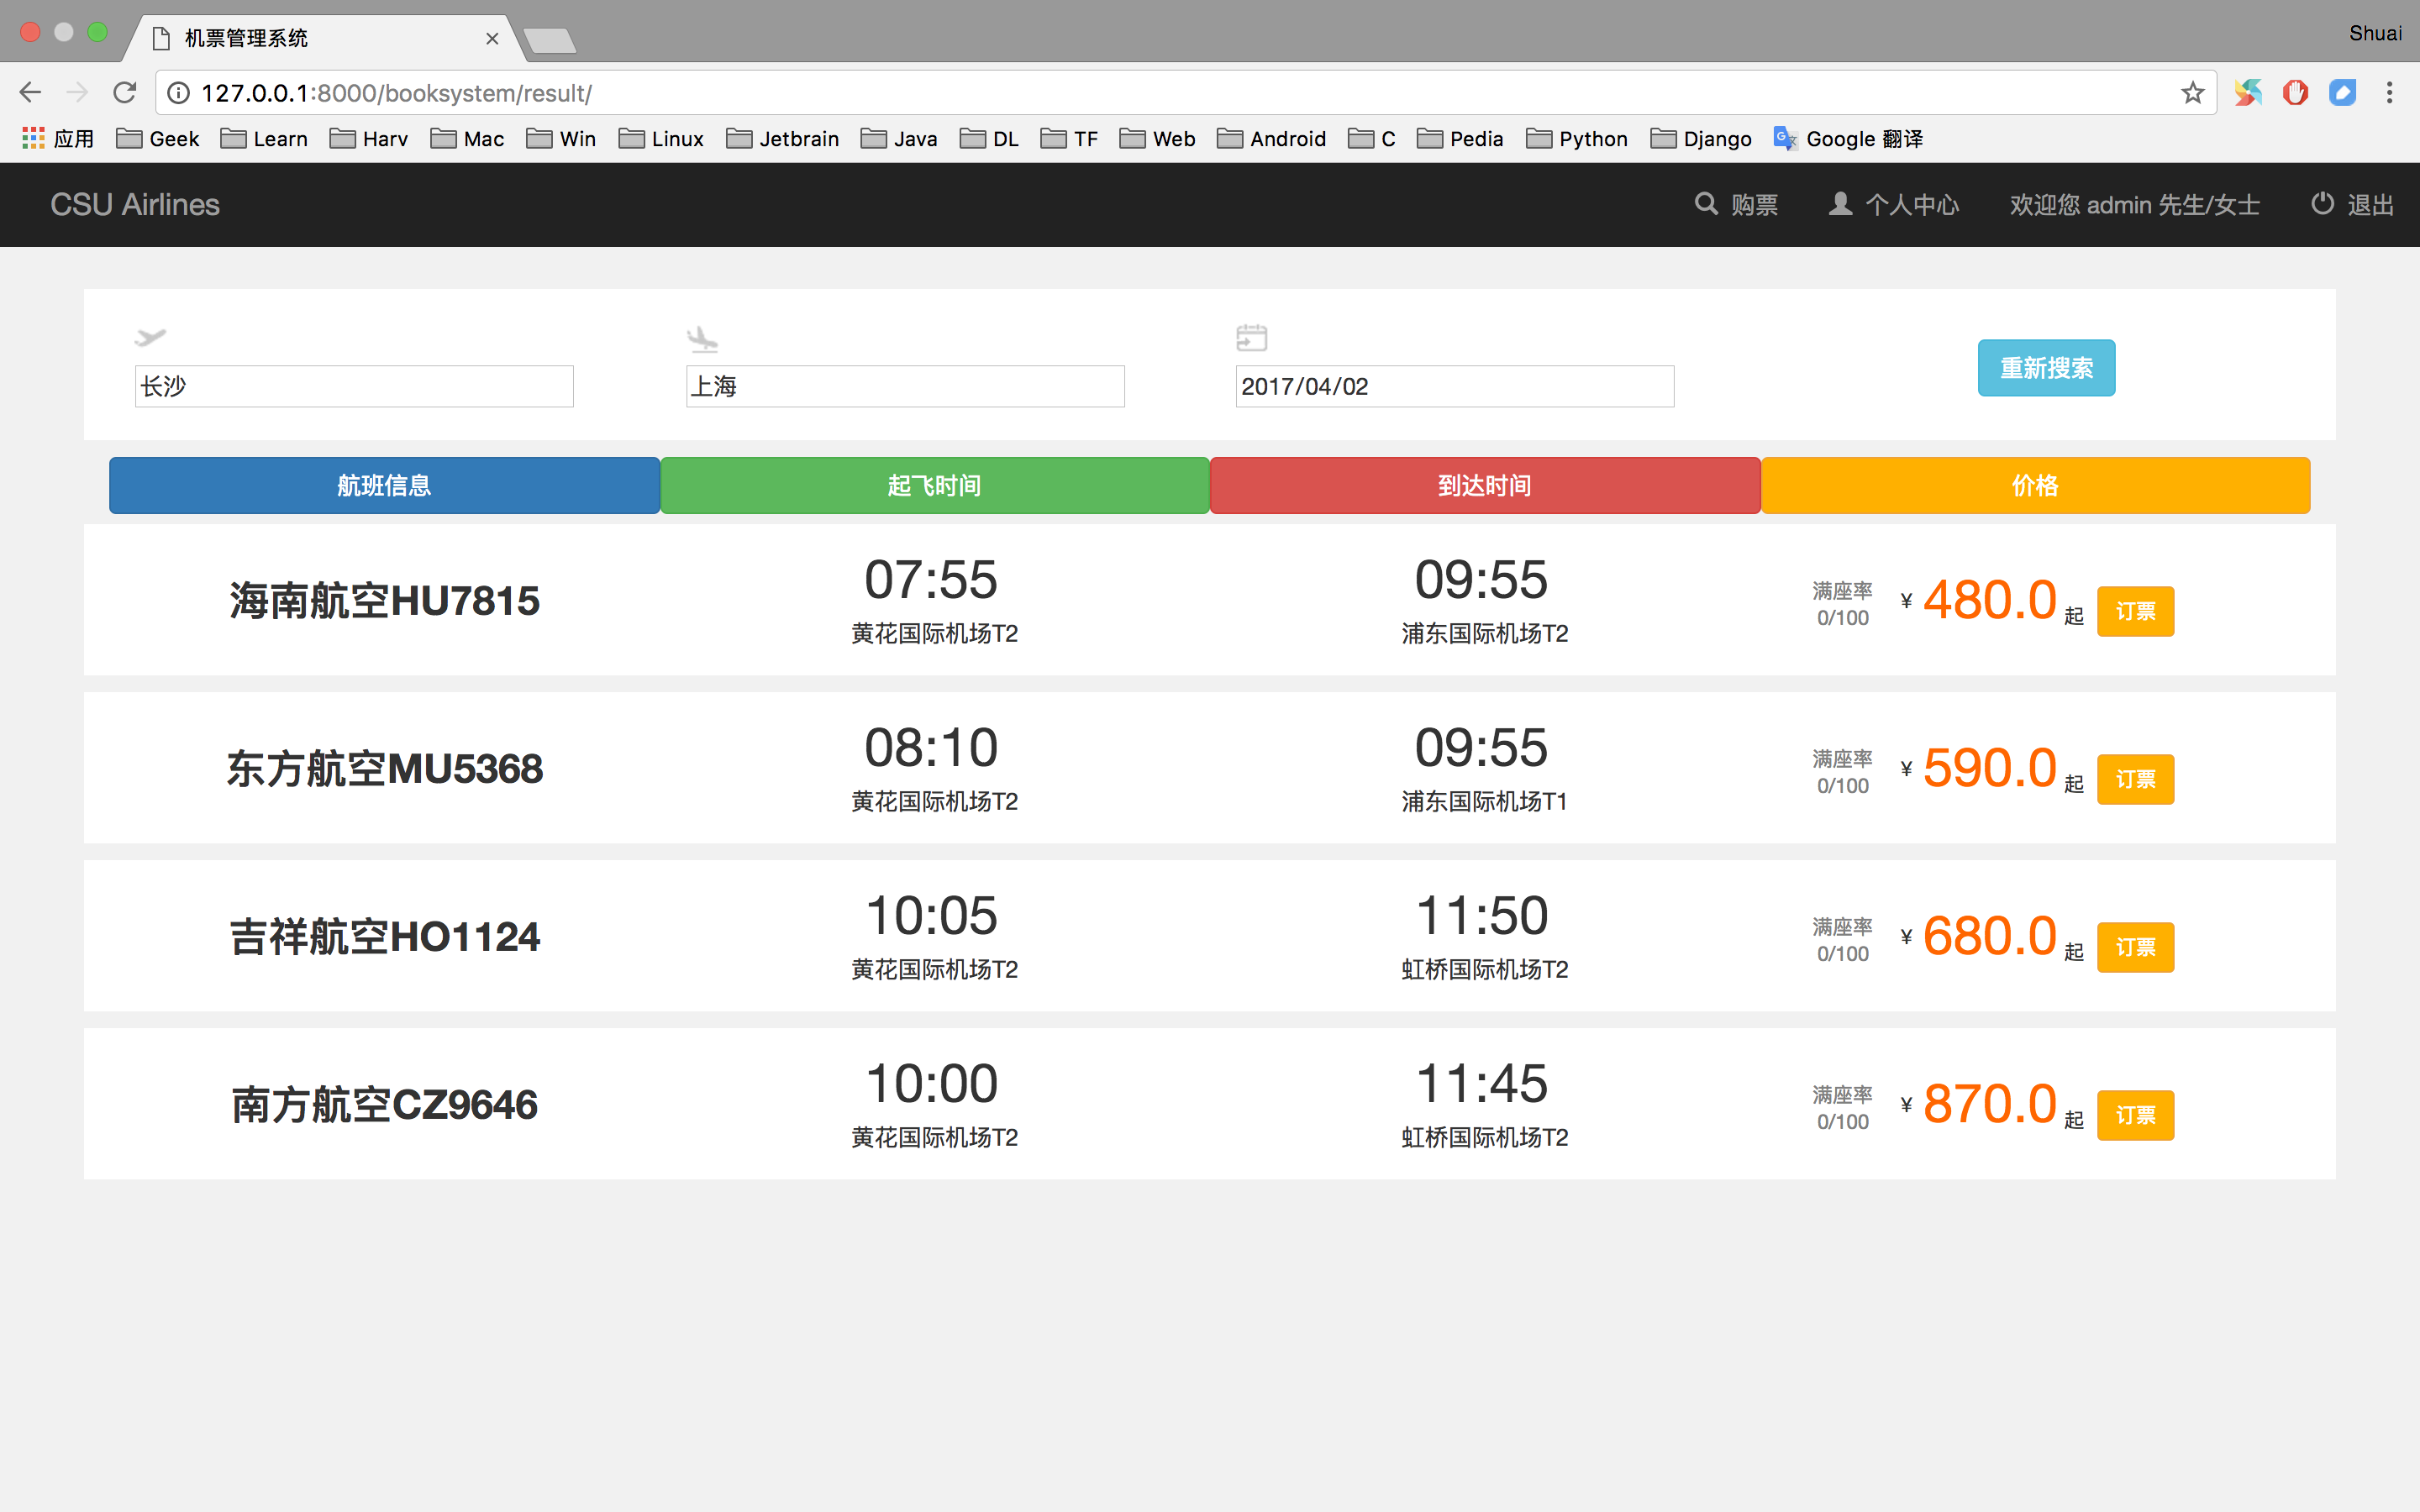 机票管理系统
Shuai
127.0.0.1:8000/booksystem/result/
应用 Geek Learn Harv Mac Win Linux Jetbrain Java DL TF Web Android C Pedia Python Django Google 翻译
CSU Airlines 购票 个人中心 欢迎您 admin 先生/女士 退出
长沙 上海 2017/04/02 重新搜索
航班信息 起飞时间 到达时间 价格
海南航空HU7815
07:55
黄花国际机场T2
09:55
浦东国际机场T2
满座率
0/100
¥ 480.0 起 订票
东方航空MU5368
08:10
黄花国际机场T2
09:55
浦东国际机场T1
满座率
0/100
¥ 590.0 起 订票
吉祥航空HO1124
10:05
黄花国际机场T2
11:50
虹桥国际机场T2
满座率
0/100
¥ 680.0 起 订票
南方航空CZ9646
10:00
黄花国际机场T2
11:45
虹桥国际机场T2
满座率
0/100
¥ 870.0 起 订票